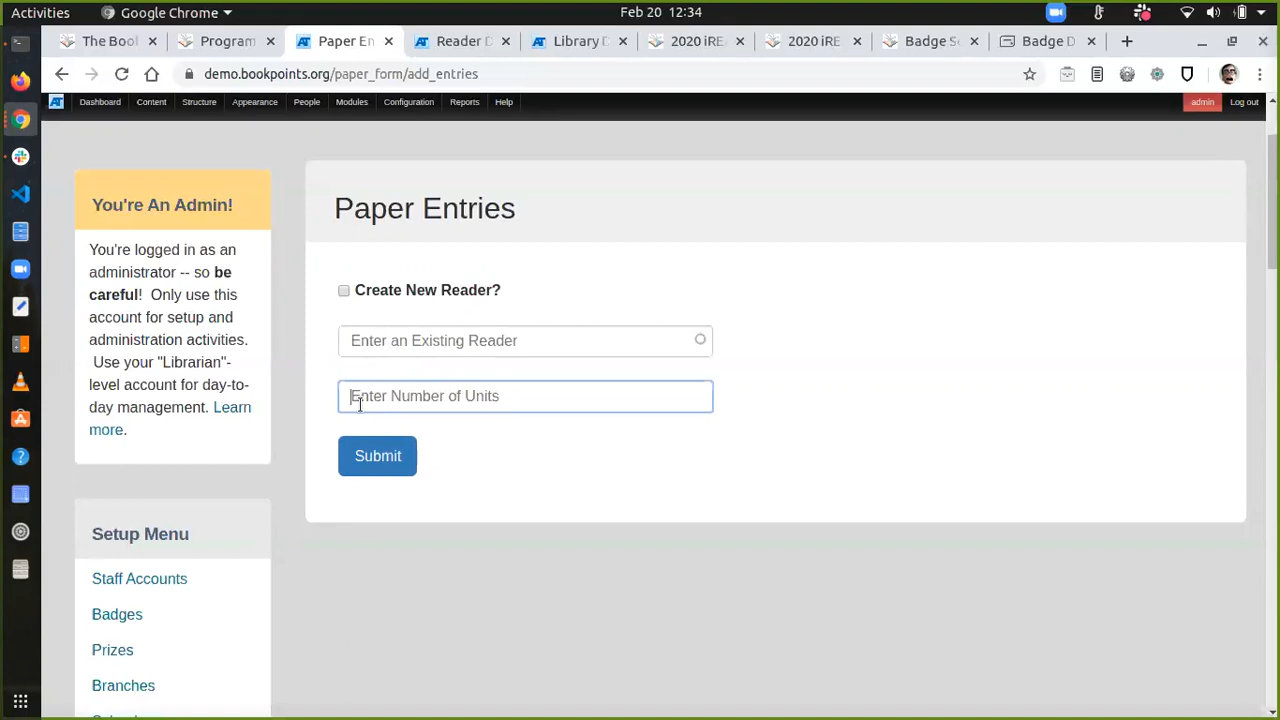 Activities
Google Chrome
Feb 20 12:34
The Bool
Program
Paper En
Reader D
Library D
2020 iRE
2020 iRE
Badge Se
Badge D
demo.bookpoints.org/paper_form/add_entries
Dashboard
Content
Structure
Appearance
People
Modules
Configuration
Reports
Help
admin
Log out
You're An Admin!
You're logged in as an
administrator -- so be
careful! Only use this
account for setup and
administration activities.
Use your "Librarian"-
level account for day-to-
day management. Learn
more.
Setup Menu
Staff Accounts
Badges
Prizes
Branches
Paper Entries
Create New Reader?
Enter an Existing Reader
Enter Number of Units
Submit